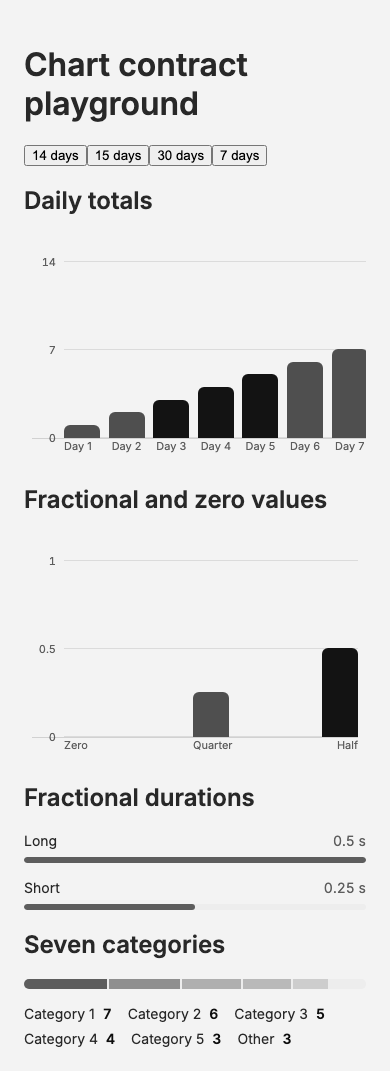 Chart contract
playground
14 days 15 days 30 days 7 days
Daily totals
14
7
0
Day 1 Day 2 Day 3 Day 4 Day 5 Day 6 Day 7
Fractional and zero values
1
0.5
0
Zero Quarter Half
Fractional durations
Long 0.5 s
Short 0.25 s
Seven categories
Category 1 7 Category 2 6 Category 3 5
Category 4 4 Category 5 3 Other 3